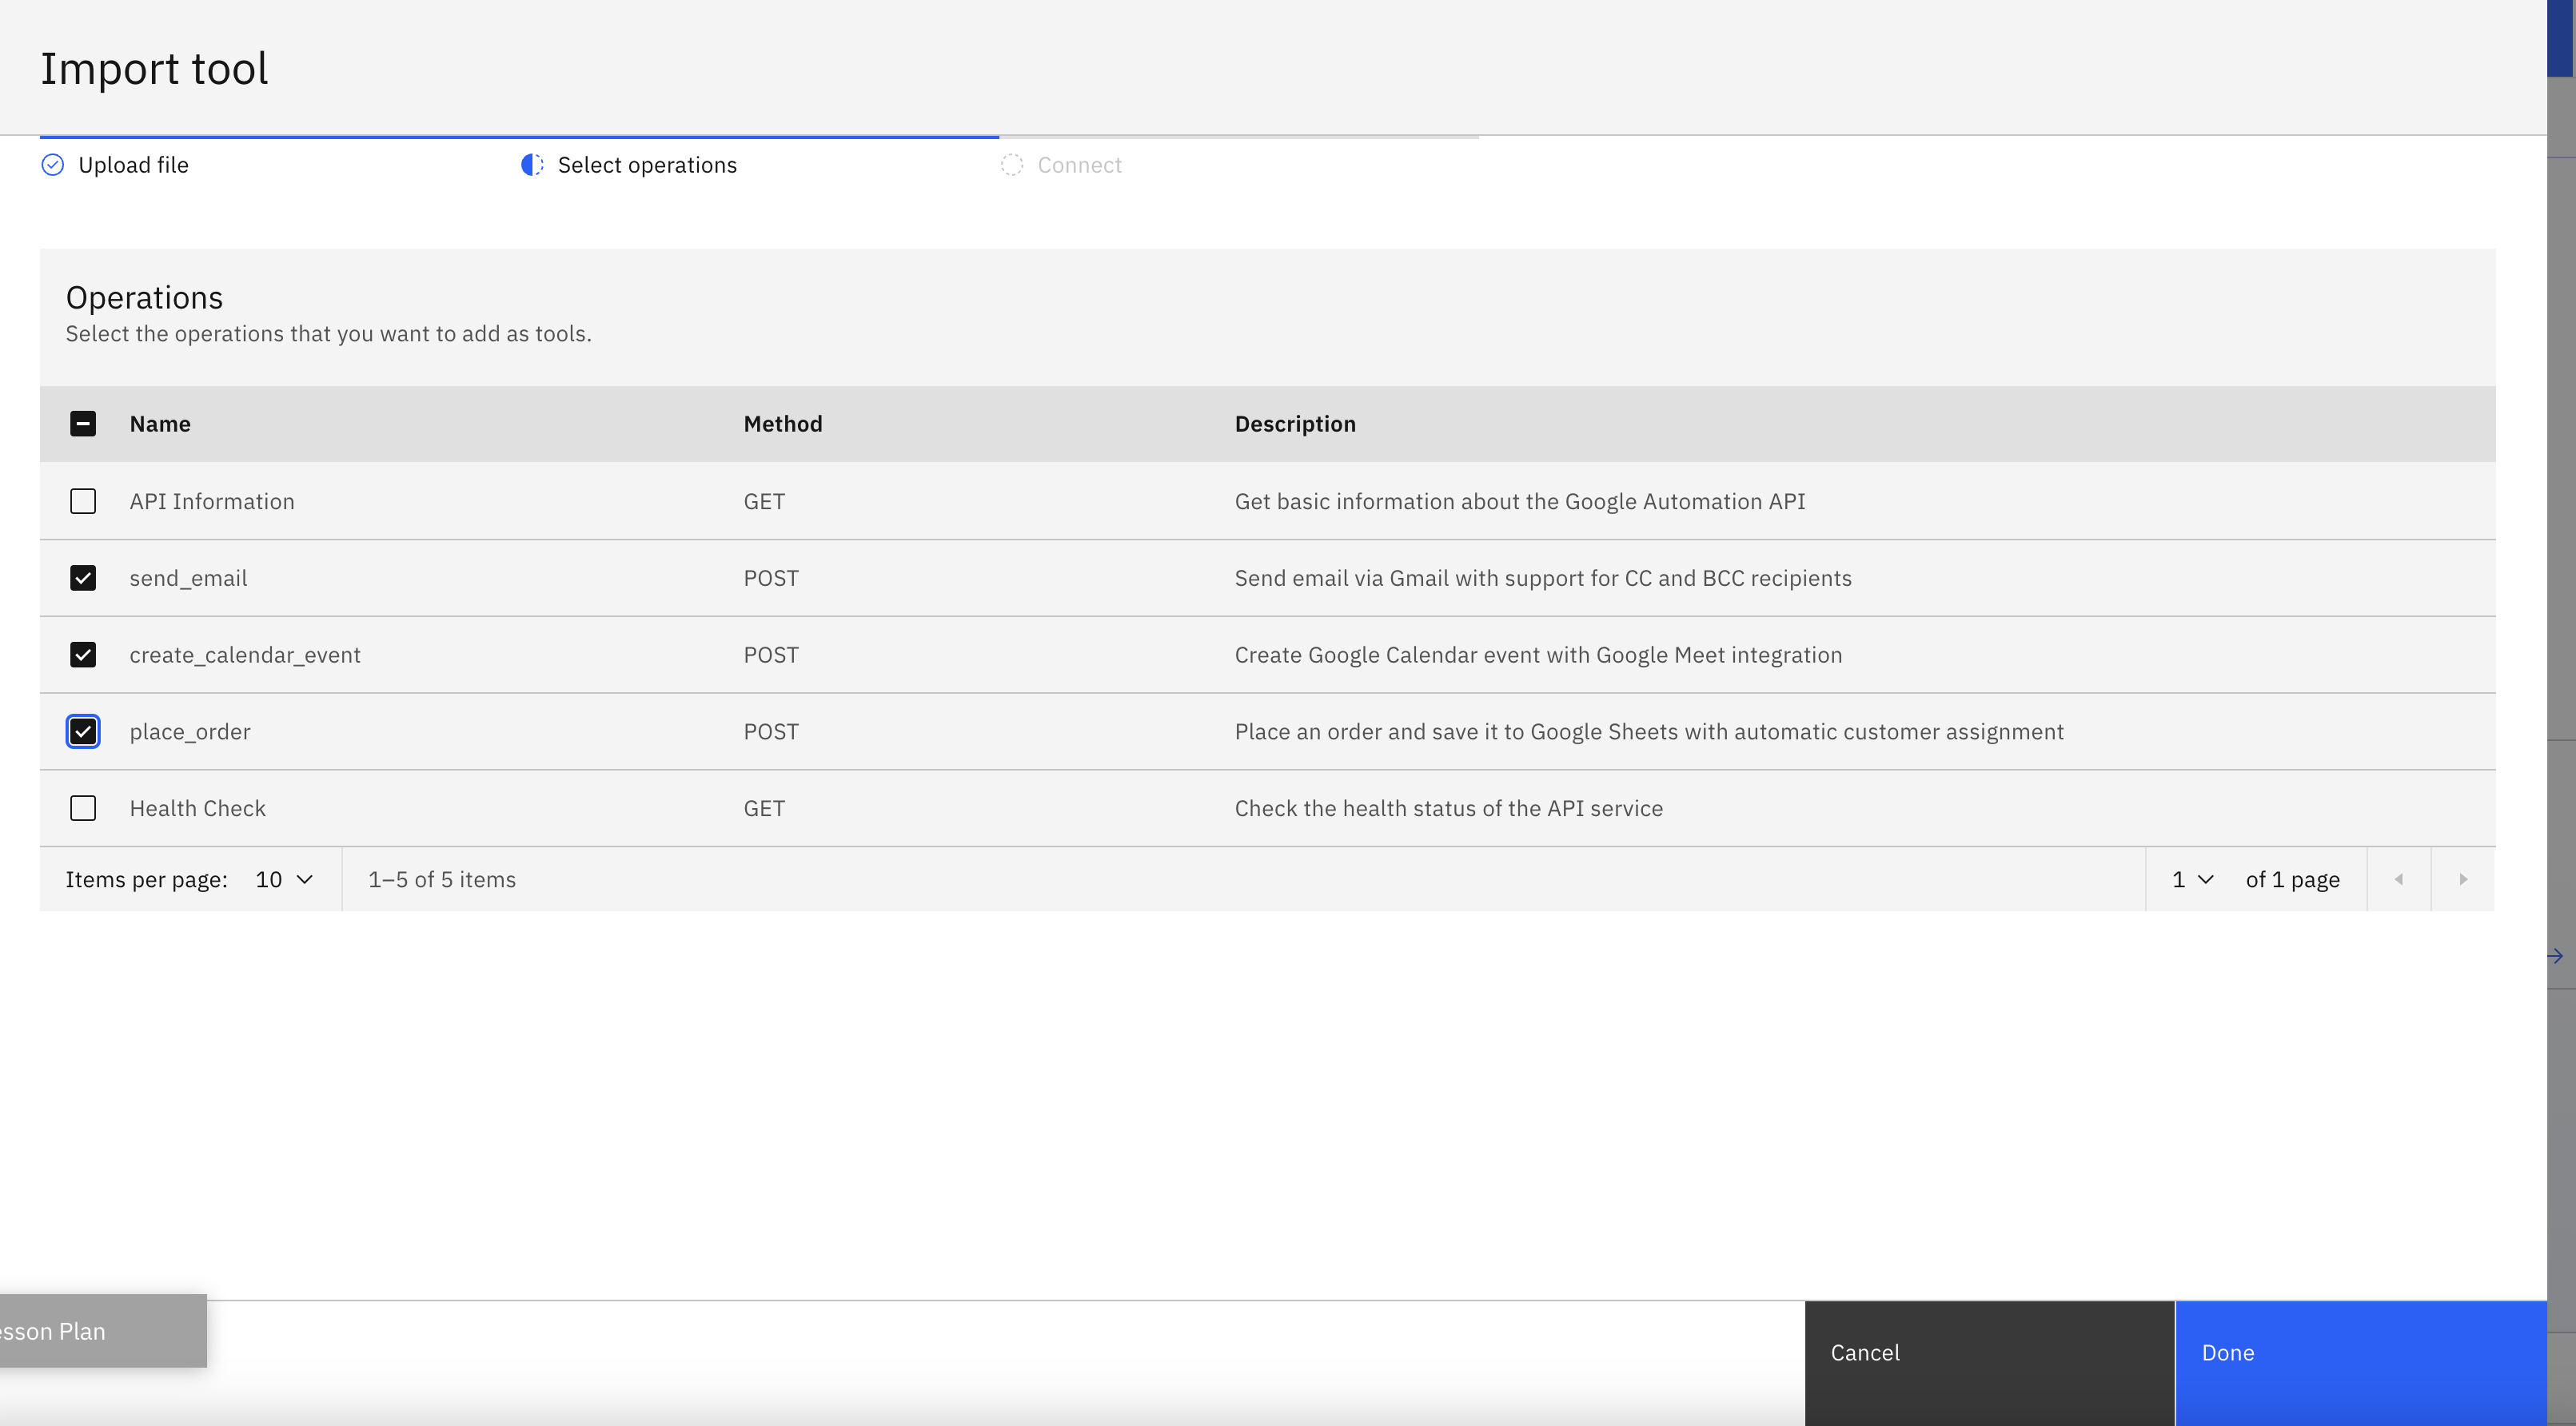 Import tool
Upload file
Select operations
Connect
Operations
Select the operations that you want to add as tools.
Name Method Description
API Information GET Get basic information about the Google Automation API
send_email POST Send email via Gmail with support for CC and BCC recipients
create_calendar_event POST Create Google Calendar event with Google Meet integration
place_order POST Place an order and save it to Google Sheets with automatic customer assignment
Health Check GET Check the health status of the API service
Items per page: 10 1–5 of 5 items 1 of 1 page
esson Plan
Cancel
Done